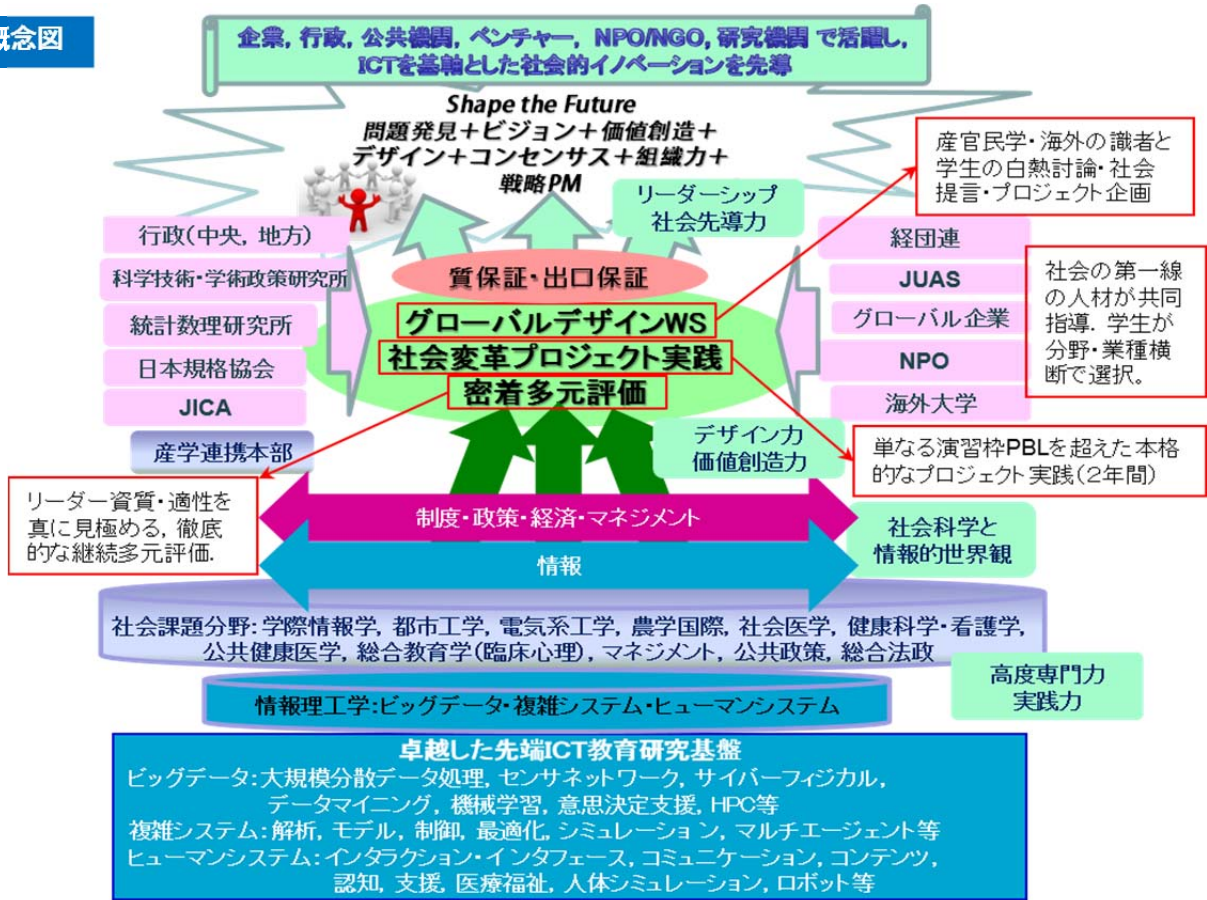 概念図
企業, 行政, 公共機関, ベンチャー, NPO/NGO, 研究機関 で活躍し,
ICTを基軸とした社会的イノベーションを先導
Shape the Future
問題発見＋ビジョン＋価値創造＋
デザイン＋コンセンサス＋組織力＋
戦略PM
リーダーシップ
社会先導力
産官民学・海外の識者と
学生の白熱討論・社会
提言・プロジェクト企画
行政(中央, 地方)
科学技術・学術政策研究所
統計数理研究所
日本規格協会
JICA
産学連携本部
質保証・出口保証
グローバルデザインWS
社会変革プロジェクト実践
密着多元評価
経団連
JUAS
グローバル企業
NPO
海外大学
社会の第一線
の人材が共同
指導. 学生が
分野・業種横
断で選択。
デザイン力
価値創造力
単なる演習枠PBLを超えた本格
的なプロジェクト実践(2年間)
リーダー資質・適性を
真に見極める, 徹底
的な継続多元評価.
制度・政策・経済・マネジメント
情報
社会科学と
情報的世界観
社会課題分野: 学際情報学, 都市工学, 電気系工学, 農学国際, 社会医学, 健康科学・看護学,
公共健康医学, 総合教育学(臨床心理), マネジメント, 公共政策, 総合法政
高度専門力
実践力
情報理工学:ビッグデータ・複雑システム・ヒューマンシステム
卓越した先端ICT教育研究基盤
ビッグデータ:大規模分散データ処理, センサネットワーク, サイバーフィジカル,
データマイニング, 機械学習, 意思決定支援, HPC等
複雑システム:解析, モデル, 制御, 最適化, シミュレーション, マルチエージェント等
ヒューマンシステム:インタラクション・インタフェース, コミュニケーション, コンテンツ,
認知, 支援, 医療福祉, 人体シミュレーション, ロボット等